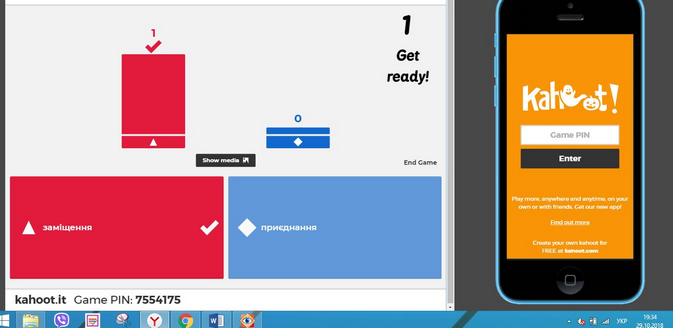 1
0
1
Get
ready!
Show media
End Game
заміщення
приєднання
kahoot.it Game PIN: 7554175
Kahoot!
Game PIN
Enter
Play more, anywhere and anytime, on your
own or with friends. Get our new app!
Find out more
Create your own kahoot for
FREE at kahoot.com
УКР
19:34
29.10.2018